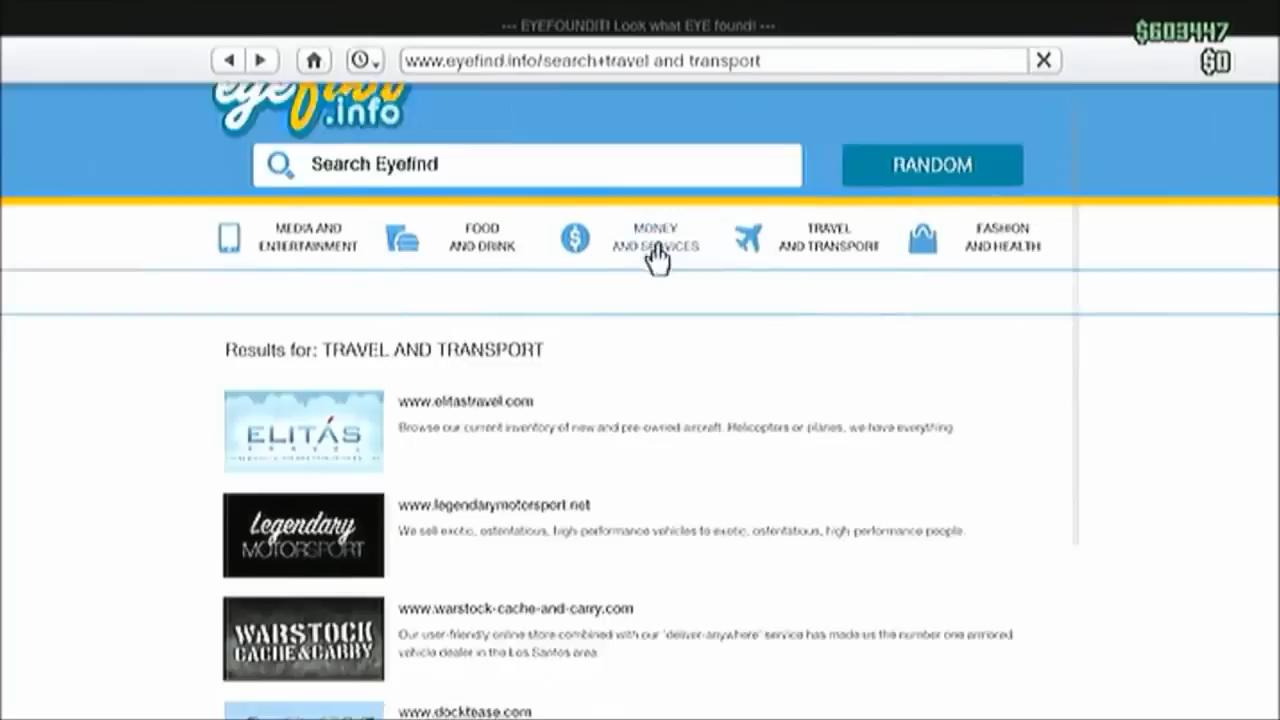 --- EYEFOUNDIT! Look what EYE found! ---
$603447
$0
www.eyefind.info/search+travel and transport
eyefind
.info
Search Eyefind
RANDOM
MEDIA AND
ENTERTAINMENT
FOOD
AND DRINK
MONEY
AND SERVICES
TRAVEL
AND TRANSPORT
FASHION
AND HEALTH
Results for: TRAVEL AND TRANSPORT
ELITÁS
TRAVEL
www.elitastravel.com
Browse our current inventory of new and pre-owned aircraft. Helicopters or planes, we have everything.
Legendary
MOTORSPORT
www.legendarymotorsport.net
We sell exotic, ostentatious, high-performance vehicles to exotic, ostentatious, high-performance people.
WARSTOCK
CACHE&CARRY
www.warstock-cache-and-carry.com
Our user-friendly online store combined with our 'deliver-anywhere' service has made us the number one armored
vehicle dealer in the Los Santos area.
www.docktease.com